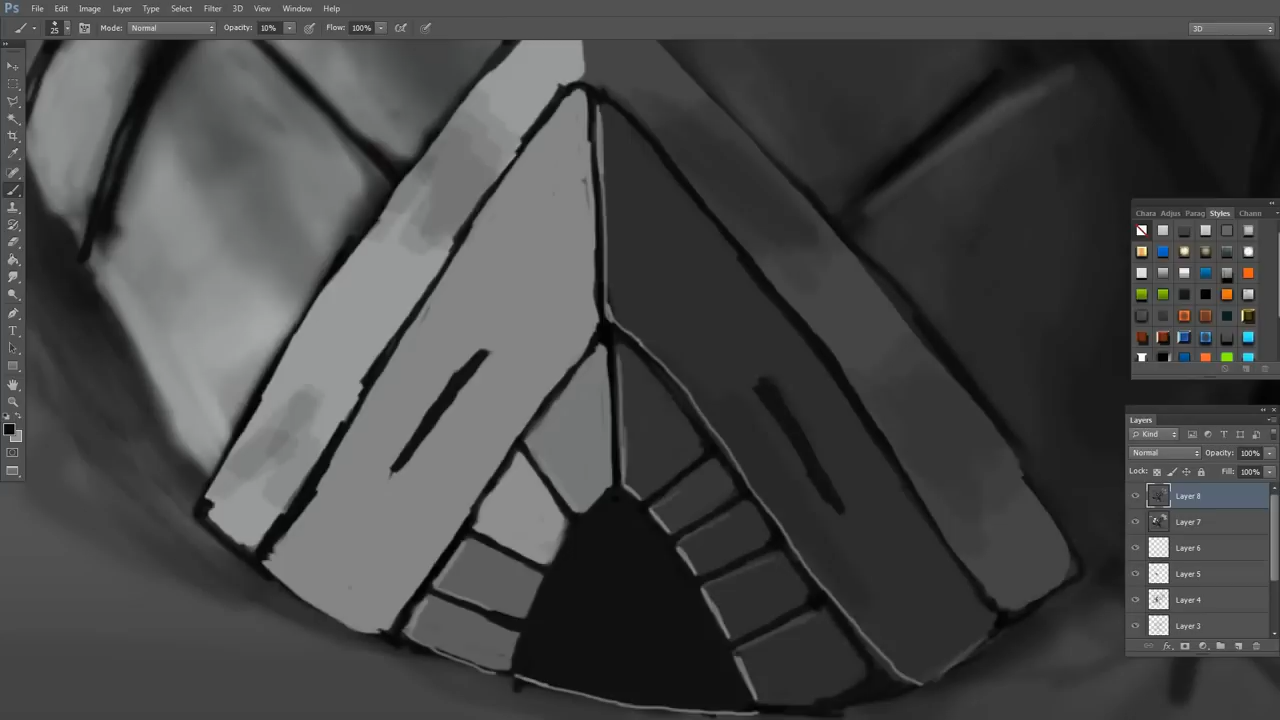 Ps File Edit Image Layer Type Select Filter 3D View Window Help
25 Mode: Normal Opacity: 10% Flow: 100% 3D
Chara Adjus Parag Styles Chann
Layers
Kind
Normal Opacity: 100%
Lock: Fill: 100%
Layer 8
Layer 7
Layer 6
Layer 5
Layer 4
Layer 3